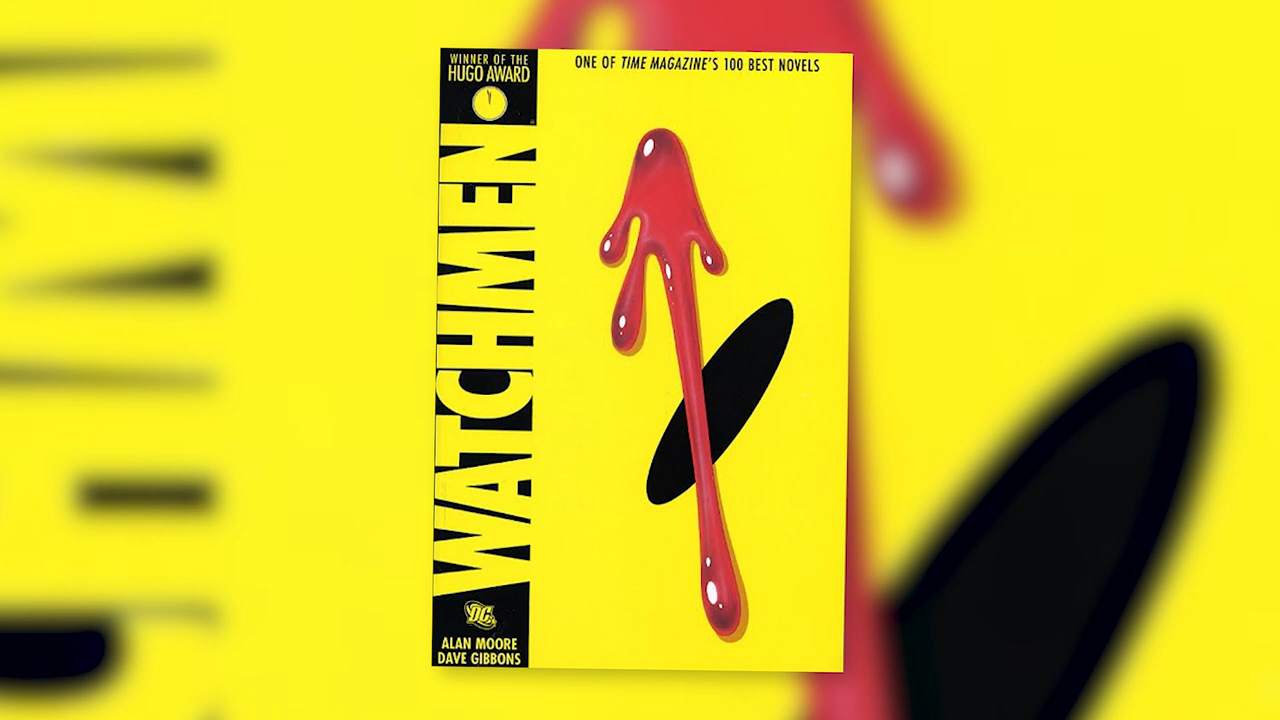 WINNER OF THE
HUGO AWARD
ONE OF TIME MAGAZINE'S 100 BEST NOVELS
WATCHMEN
DC
ALAN MOORE
DAVE GIBBONS